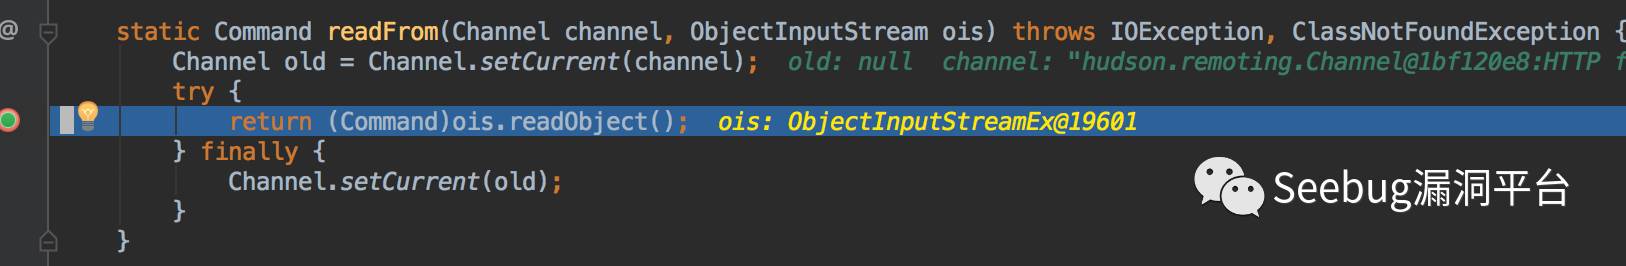 @ static Command readFrom(Channel channel, ObjectInputStream ois) throws IOException, ClassNotFoundException {
Channel old = Channel.setCurrent(channel); old: null channel: "hudson.remoting.Channel@1bf120e8:HTTP f
try {
return (Command)ois.readObject(); ois: ObjectInputStreamEx@19601
} finally {
Channel.setCurrent(old);
}
}
Seebug漏洞平台